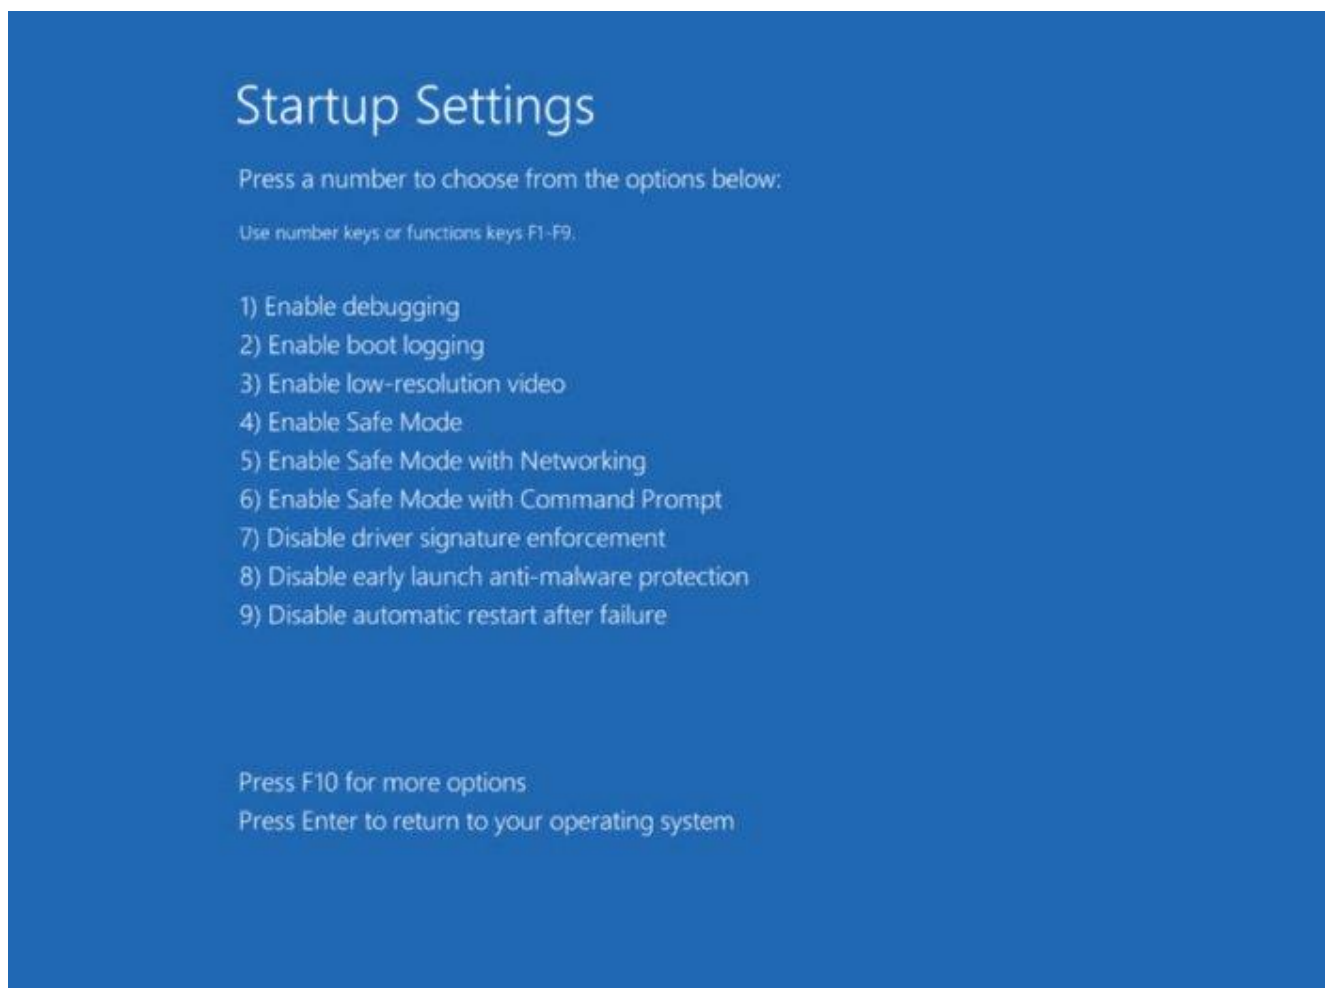 Startup Settings
Press a number to choose from the options below:
Use number keys or functions keys F1-F9.
1) Enable debugging
2) Enable boot logging
3) Enable low-resolution video
4) Enable Safe Mode
5) Enable Safe Mode with Networking
6) Enable Safe Mode with Command Prompt
7) Disable driver signature enforcement
8) Disable early launch anti-malware protection
9) Disable automatic restart after failure
Press F10 for more options
Press Enter to return to your operating system